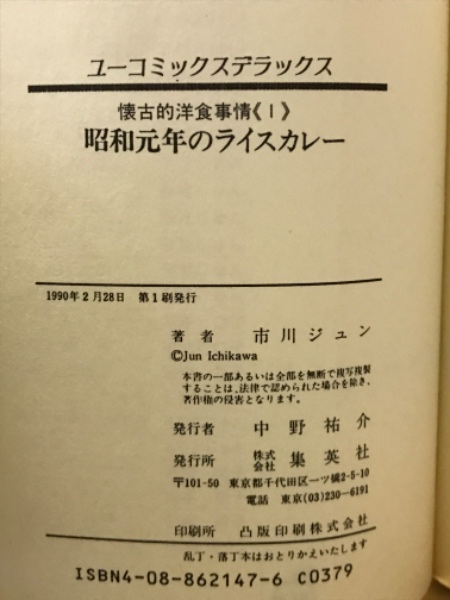 ユーコミックスデラックス
懐古的洋食事情《Ⅰ》
昭和元年のライスカレー
1990年2月28日 第1刷発行
著者 市川ジュン
©Jun Ichikawa
本書の一部あるいは全部を無断で複写複製
することは、法律で認められた場合を除き、
著作権の侵害となります。
発行者 中野祐介
発行所 株式会社 集英社
〒101-50 東京都千代田区一ツ橋2-5-10
電話 東京(03)230-6191
印刷所 凸版印刷株式会社
乱丁・落丁本はおとりかえいたします
ISBN4-08-862147-6 C0379